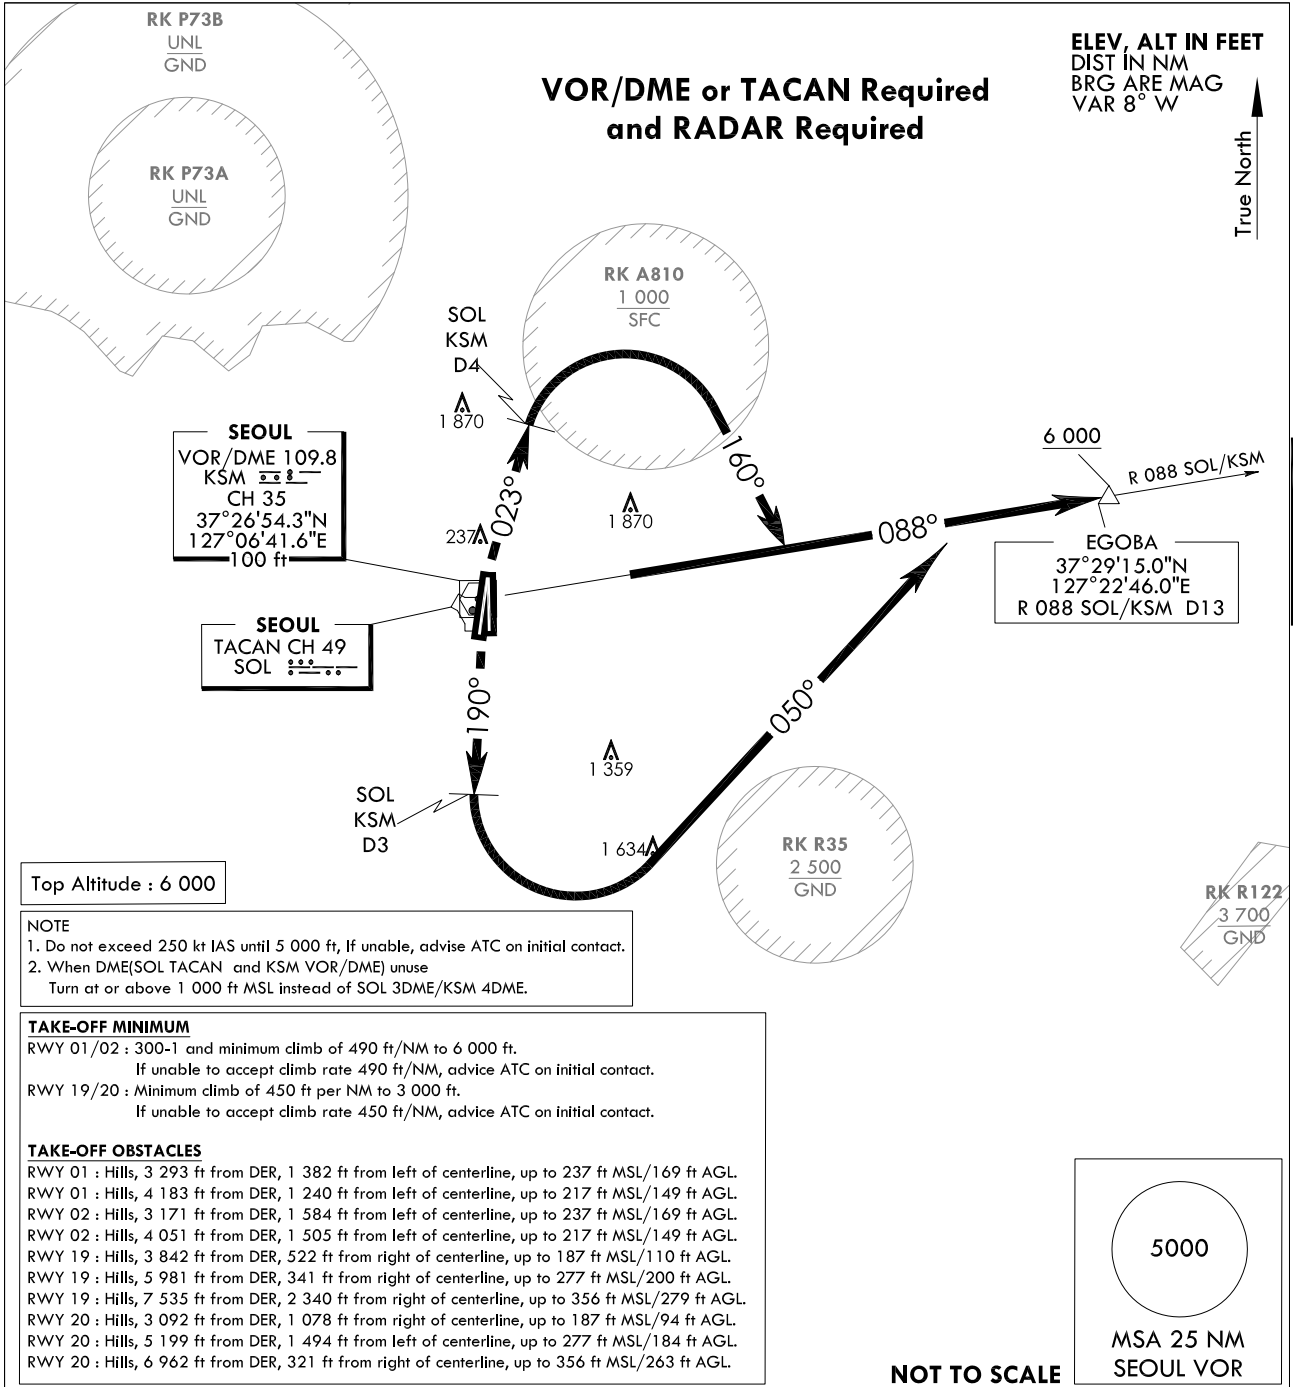 RK P73B
UNL
GND
RK P73A
UNL
GND
VOR/DME or TACAN Required
and RADAR Required
ELEV, ALT IN FEET
DIST IN NM
BRG ARE MAG
VAR 8° W
True North
RK A810
1 000
SFC
SOL
KSM
D4
1 870
SEOUL
VOR/DME 109.8
KSM
CH 35
37°26'54.3"N
127°06'41.6"E
100 ft
023°
237
1 870
160°
6 000
R 088 SOL/KSM
088°
EGOBA
37°29'15.0"N
127°22'46.0"E
R 088 SOL/KSM D13
SEOUL
TACAN CH 49
SOL
190°
050°
1 359
SOL
KSM
D3
1 634
RK R35
2 500
GND
RK R122
3 700
GND
Top Altitude : 6 000
NOTE
1. Do not exceed 250 kt IAS until 5 000 ft, If unable, advise ATC on initial contact.
2. When DME(SOL TACAN and KSM VOR/DME) unuse
Turn at or above 1 000 ft MSL instead of SOL 3DME/KSM 4DME.
TAKE-OFF MINIMUM
RWY 01/02 : 300-1 and minimum climb of 490 ft/NM to 6 000 ft.
If unable to accept climb rate 490 ft/NM, advice ATC on initial contact.
RWY 19/20 : Minimum climb of 450 ft per NM to 3 000 ft.
If unable to accept climb rate 450 ft/NM, advice ATC on initial contact.
TAKE-OFF OBSTACLES
RWY 01 : Hills, 3 293 ft from DER, 1 382 ft from left of centerline, up to 237 ft MSL/169 ft AGL.
RWY 01 : Hills, 4 183 ft from DER, 1 240 ft from left of centerline, up to 217 ft MSL/149 ft AGL.
RWY 02 : Hills, 3 171 ft from DER, 1 584 ft from left of centerline, up to 237 ft MSL/169 ft AGL.
RWY 02 : Hills, 4 051 ft from DER, 1 505 ft from left of centerline, up to 217 ft MSL/149 ft AGL.
RWY 19 : Hills, 3 842 ft from DER, 522 ft from right of centerline, up to 187 ft MSL/110 ft AGL.
RWY 19 : Hills, 5 981 ft from DER, 341 ft from right of centerline, up to 277 ft MSL/200 ft AGL.
RWY 19 : Hills, 7 535 ft from DER, 2 340 ft from right of centerline, up to 356 ft MSL/279 ft AGL.
RWY 20 : Hills, 3 092 ft from DER, 1 078 ft from right of centerline, up to 187 ft MSL/94 ft AGL.
RWY 20 : Hills, 5 199 ft from DER, 1 494 ft from left of centerline, up to 277 ft MSL/184 ft AGL.
RWY 20 : Hills, 6 962 ft from DER, 321 ft from right of centerline, up to 356 ft MSL/263 ft AGL.
NOT TO SCALE
5000
MSA 25 NM
SEOUL VOR